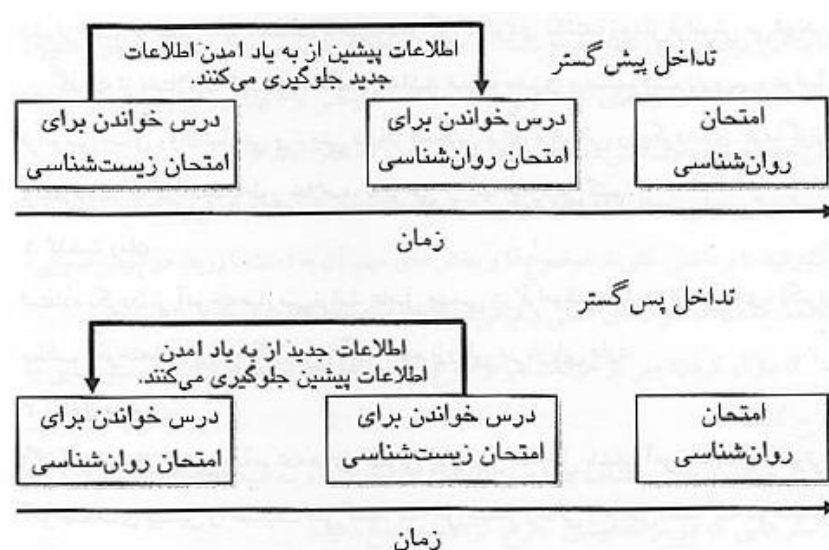 تداخل پیش گستر
اطلاعات پیشین از به یاد امدن اطلاعات
جدید جلوگیری می‌کنند.
امتحان
روان‌شناسی
درس خواندن برای
امتحان روان‌شناسی
درس خواندن برای
امتحان زیست‌شناسی
زمان
تداخل پس گستر
اطلاعات جدید از به یاد امدن
اطلاعات پیشین جلوگیری می‌کنند.
امتحان
روان‌شناسی
درس خواندن برای
امتحان زیست‌شناسی
درس خواندن برای
امتحان روان‌شناسی
زمان